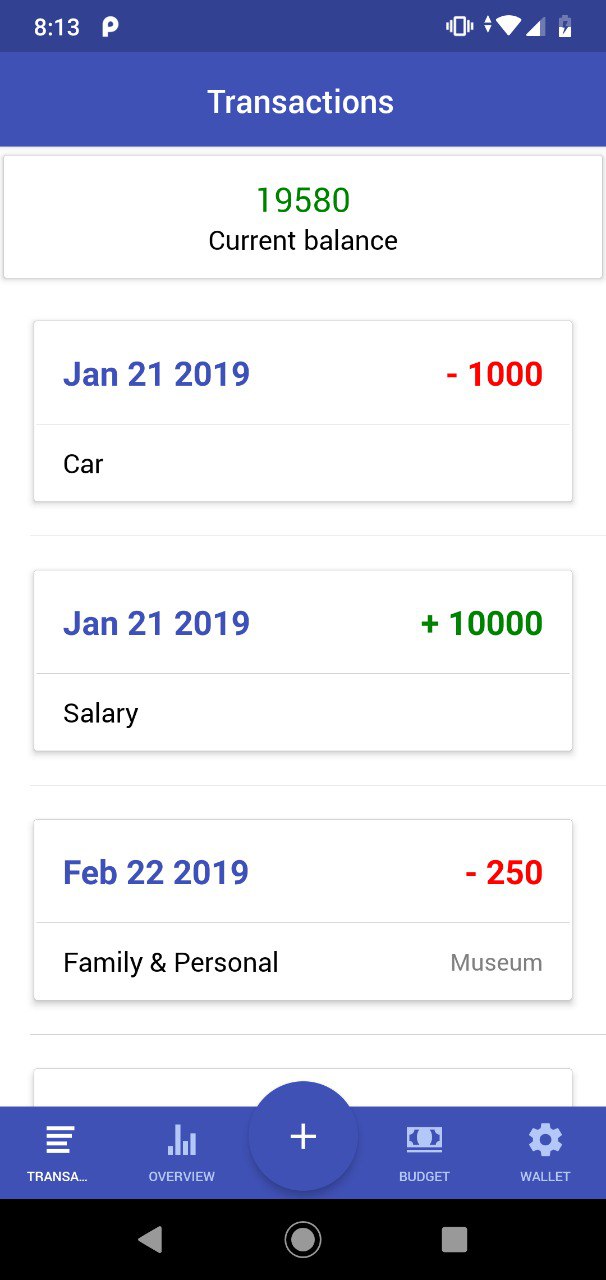 8:13
Transactions
19580
Current balance
Jan 21 2019 - 1000
Car
Jan 21 2019 + 10000
Salary
Feb 22 2019 - 250
Family & Personal Museum
+
TRANSA... OVERVIEW BUDGET WALLET